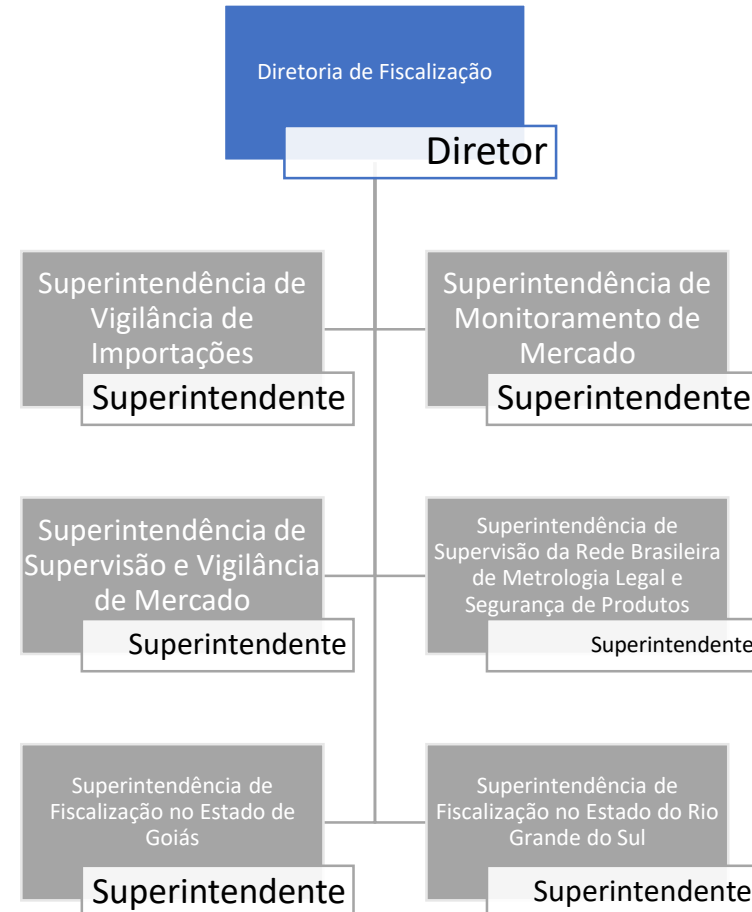 Diretoria de Fiscalização
Diretor
Superintendência de
Vigilância de
Importações
Superintendente
Superintendência de
Monitoramento de
Mercado
Superintendente
Superintendência de
Supervisão e Vigilância
de Mercado
Superintendente
Superintendência de
Supervisão da Rede Brasileira
de Metrologia Legal e
Segurança de Produtos
Superintendente
Superintendência de
Fiscalização no Estado de
Goiás
Superintendente
Superintendência de
Fiscalização no Estado do Rio
Grande do Sul
Superintendente